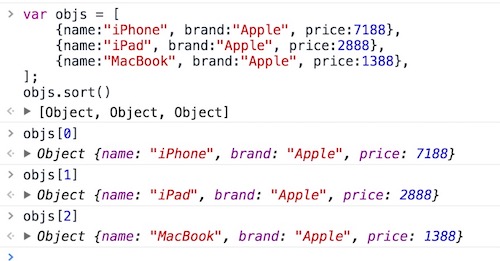 var objs = [
{name:"iPhone", brand:"Apple", price:7188},
{name:"iPad", brand:"Apple", price:2888},
{name:"MacBook", brand:"Apple", price:1388},
];
objs.sort()
[Object, Object, Object]
objs[0]
Object {name: "iPhone", brand: "Apple", price: 7188}
objs[1]
Object {name: "iPad", brand: "Apple", price: 2888}
objs[2]
Object {name: "MacBook", brand: "Apple", price: 1388}